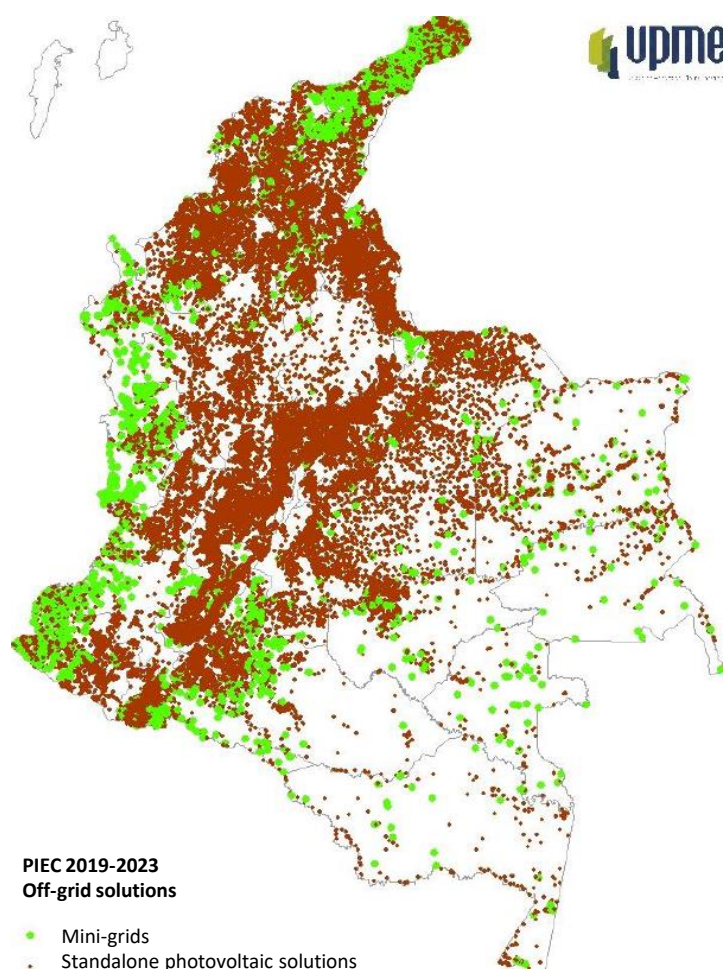 upme
PIEC 2019-2023
Off-grid solutions
Mini-grids
Standalone photovoltaic solutions